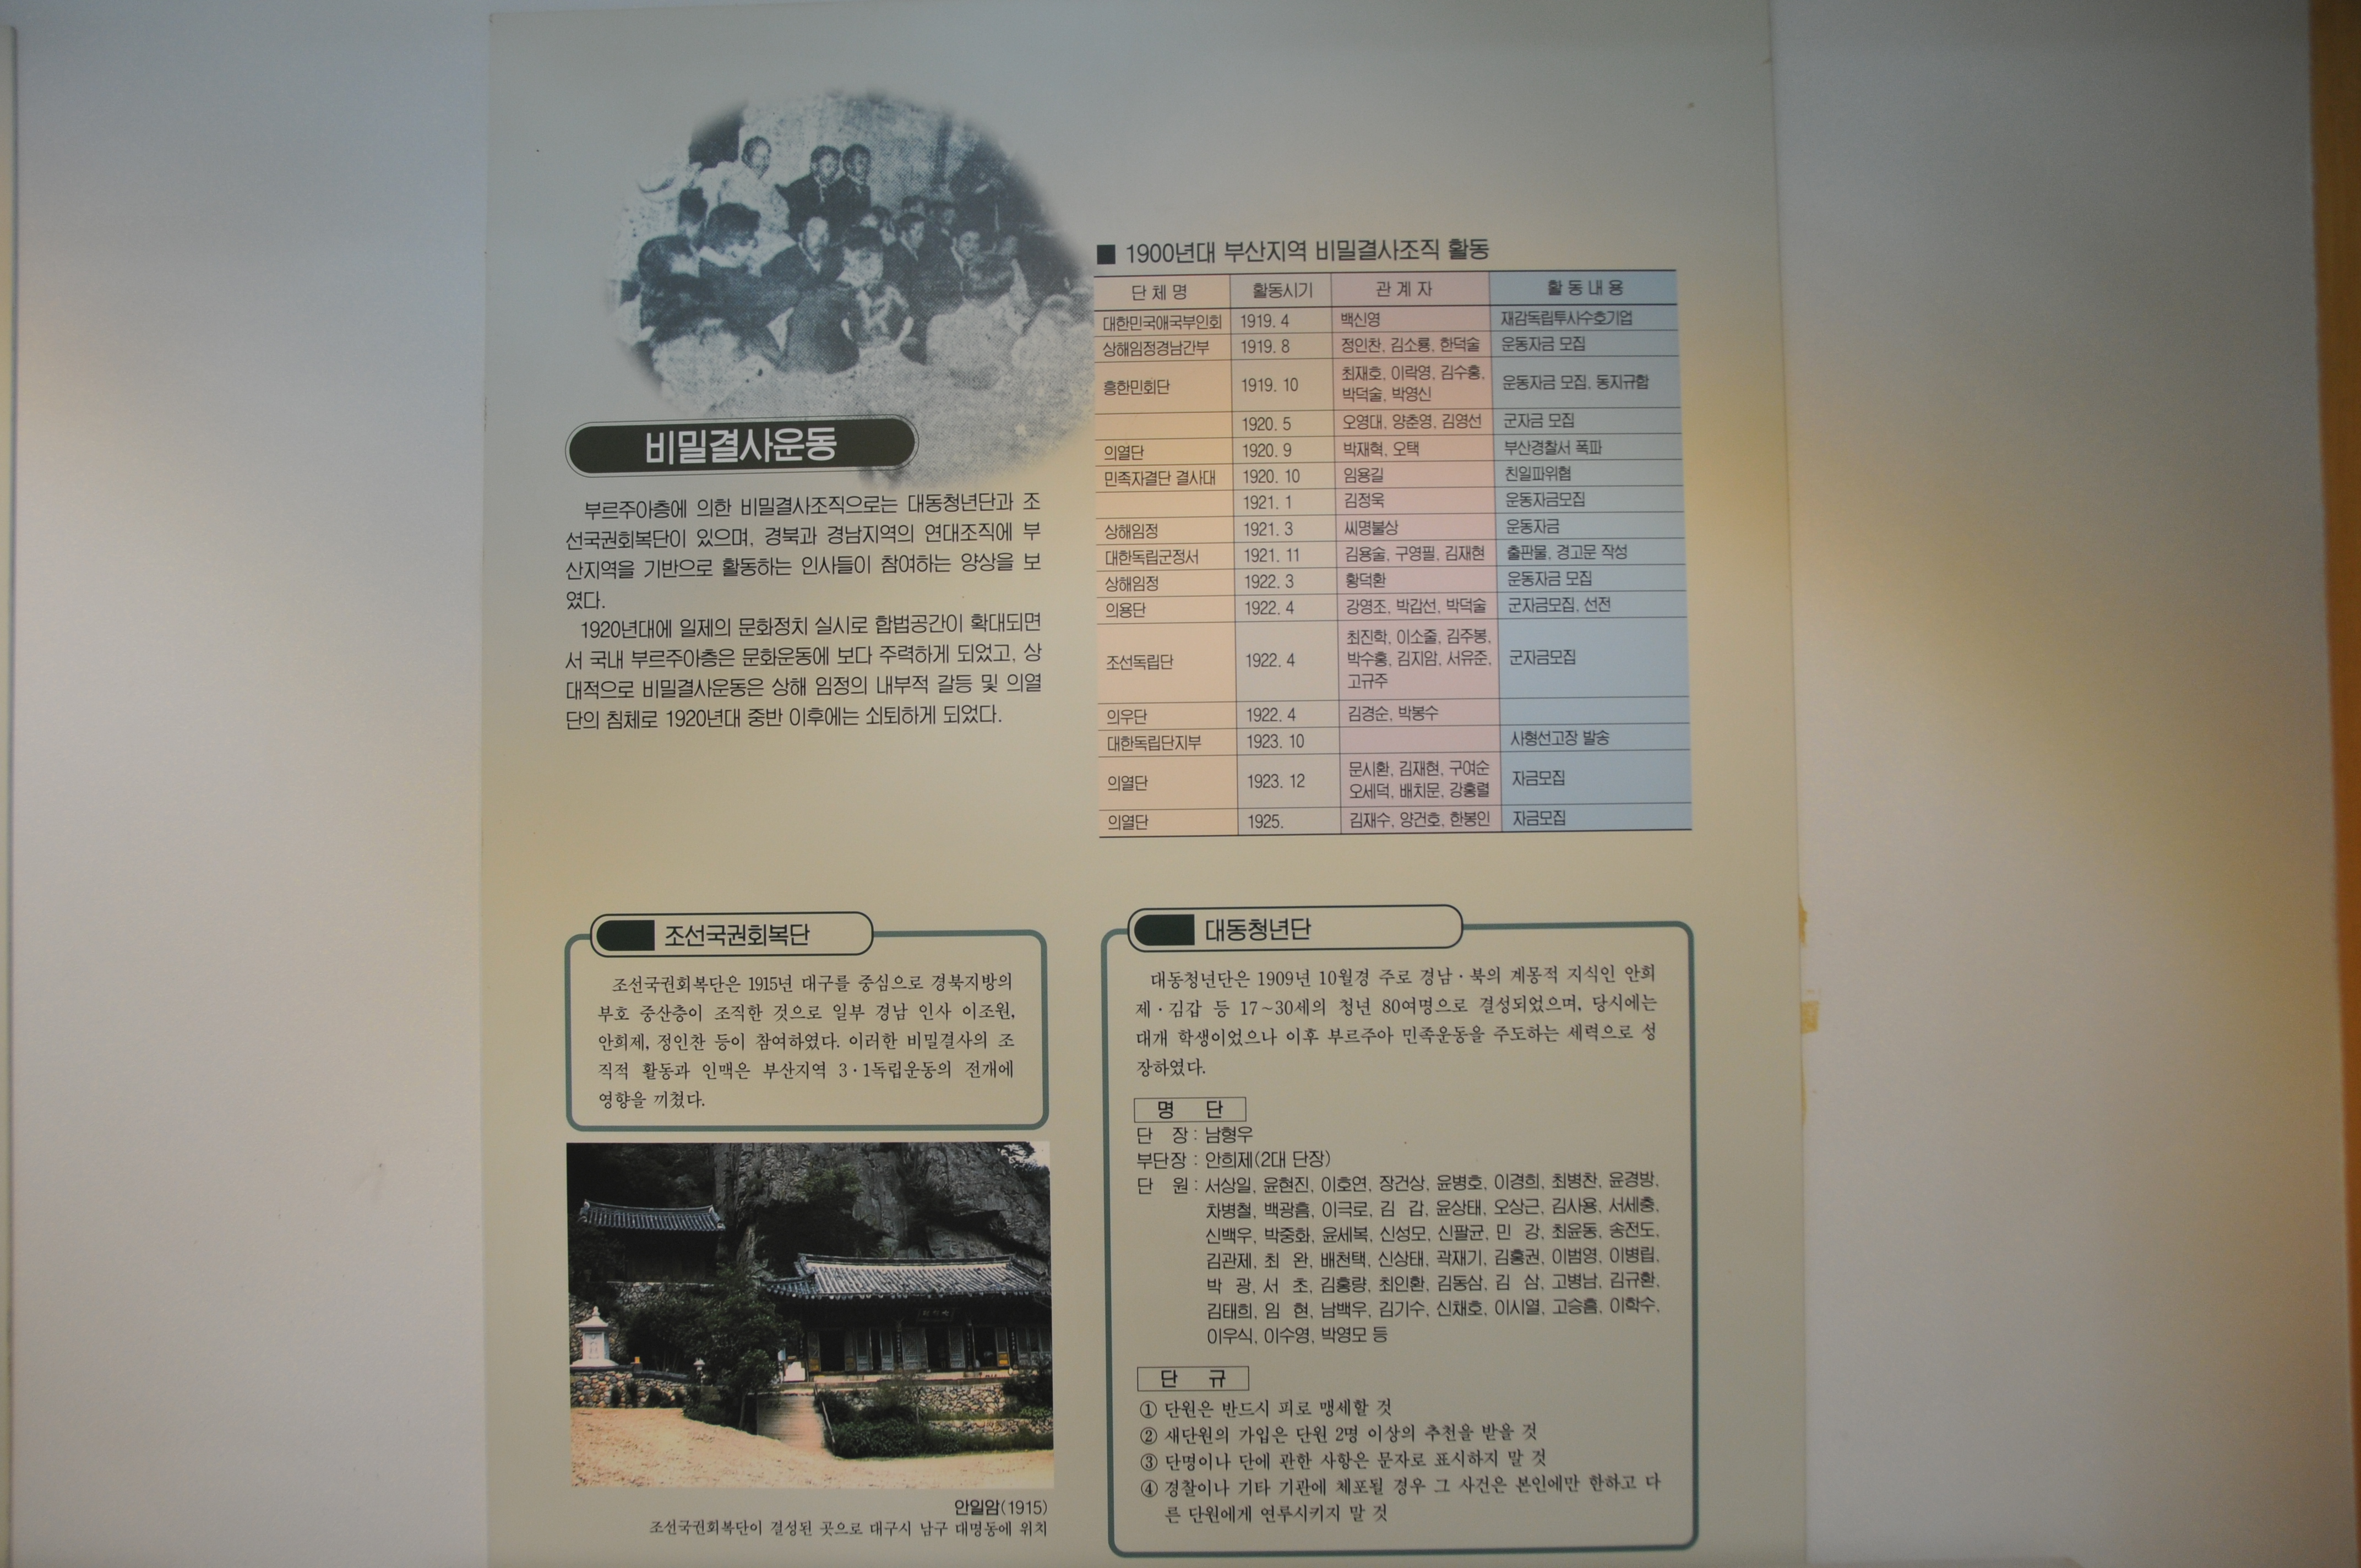 비밀결사운동
부르주아층에 의한 비밀결사조직으로는 대동청년단과 조
선국권회복단이 있으며, 경북과 경남지역의 연대조직에 부
산지역을 기반으로 활동하는 인사들이 참여하는 양상을 보
였다.
1920년대에 일제의 문화정치 실시로 합법공간이 확대되면
서 국내 부르주아층은 문화운동에 보다 주력하게 되었고, 상
대적으로 비밀결사운동은 상해 임정의 내부적 갈등 및 의열
단의 침체로 1920년대 중반 이후에는 쇠퇴하게 되었다.
■ 1900년대 부산지역 비밀결사조직 활동
단 체 명 활동시기 관 계 자 활 동 내 용
대한민국애국부인회 1919. 4 백신영 재감독립투사수호기업
상해임정경남간부 1919. 8 정인찬, 김소룡, 한덕술 운동자금 모집
흥한민회단 1919. 10 최재호, 이락영, 김수홍, 운동자금 모집, 동지규합
박덕술, 박영신
1920. 5 오영대, 양춘영, 김영선 군자금 모집
의열단 1920. 9 박재혁, 오택 부산경찰서 폭파
민족자결단 결사대 1920. 10 임용길 친일파위협
1921. 1 김정욱 운동자금모집
상해임정 1921. 3 씨명불상 운동자금
대한독립군정서 1921. 11 김용술, 구영필, 김재현 출판물, 경고문 작성
상해임정 1922. 3 황덕환 운동자금 모집
의용단 1922. 4 강영조, 박갑선, 박덕술 군자금모집, 선전
조선독립단 1922. 4 최진학, 이소줄, 김주봉, 군자금모집
박수홍, 김지암, 서유준,
고규주
의우단 1922. 4 김경순, 박봉수
대한독립단지부 1923. 10 사형선고장 발송
의열단 1923. 12 문시환, 김재현, 구여순 자금모집
오세덕, 배치문, 강홍렬
의열단 1925. 김재수, 양건호, 한봉인 자금모집
조선국권회복단
조선국권회복단은 1915년 대구를 중심으로 경북지방의
부호 중산층이 조직한 것으로 일부 경남 인사 이조원,
안희제, 정인찬 등이 참여하였다. 이러한 비밀결사의 조
직적 활동과 인맥은 부산지역 3·1독립운동의 전개에
영향을 끼쳤다.
안일암(1915)
조선국권회복단이 결성된 곳으로 대구시 남구 대명동에 위치
대동청년단
대동청년단은 1909년 10월경 주로 경남·북의 계몽적 지식인 안희
제·김갑 등 17~30세의 청년 80여명으로 결성되었으며, 당시에는
대개 학생이었으나 이후 부르주아 민족운동을 주도하는 세력으로 성
장하였다.
명 단
단 장 : 남형우
부단장 : 안희제(2대 단장)
단 원 : 서상일, 윤현진, 이호연, 장건상, 윤병호, 이경희, 최병찬, 윤경방,
차병철, 백광흠, 이극로, 김 갑, 윤상태, 오상근, 김사용, 서세충,
신백우, 박중화, 윤세복, 신성모, 신팔균, 민 강, 최윤동, 송전도,
김관제, 최 완, 배천택, 신상태, 곽재기, 김홍권, 이범영, 이병립,
박 광, 서 초, 김홍량, 최인환, 김동삼, 김 삼, 고병남, 김규환,
김태희, 임 현, 남백우, 김기수, 신채호, 이시열, 고승흠, 이학수,
이우식, 이수영, 박영모 등
단 규
① 단원은 반드시 피로 맹세할 것
② 새단원의 가입은 단원 2명 이상의 추천을 받을 것
③ 단명이나 단에 관한 사항은 문자로 표시하지 말 것
④ 경찰이나 기타 기관에 체포될 경우 그 사건은 본인에만 한하고 다
른 단원에게 연루시키지 말 것